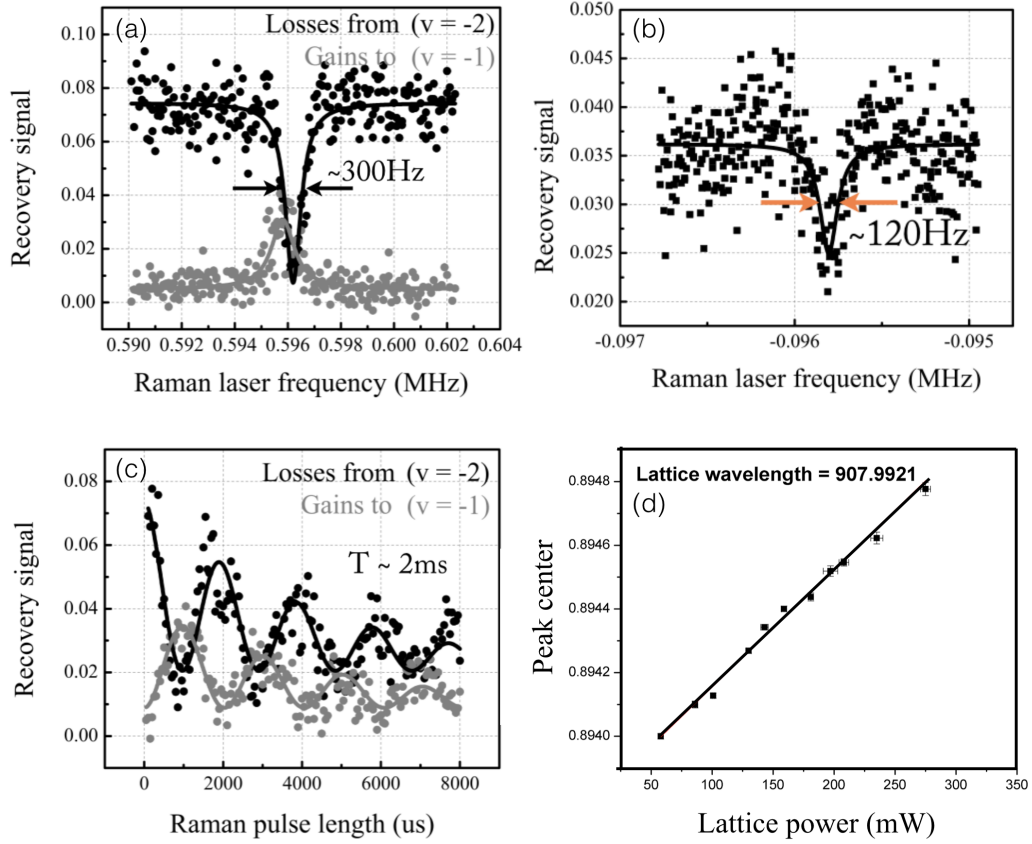 (a)
Losses from (v = -2)
Gains to (v = -1)
~300Hz
Recovery signal
0.10
0.08
0.06
0.04
0.02
0.00
0.590 0.592 0.594 0.596 0.598 0.600 0.602 0.604
Raman laser frequency (MHz)
(b)
~120Hz
Recovery signal
0.050
0.045
0.040
0.035
0.030
0.025
0.020
-0.097 -0.096 -0.095
Raman laser frequency (MHz)
(c)
Losses from (v = -2)
Gains to (v = -1)
T ~ 2ms
Recovery signal
0.08
0.06
0.04
0.02
0.00
0 2000 4000 6000 8000
Raman pulse length (us)
Lattice wavelength = 907.9921
(d)
Peak center
0.8948
0.8946
0.8944
0.8942
0.8940
50 100 150 200 250 300 350
Lattice power (mW)